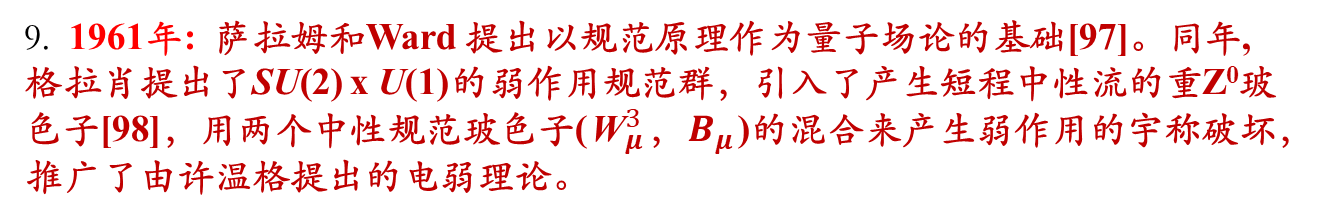 9. 1961年：萨拉姆和Ward 提出以规范原理作为量子场论的基础[97]。同年,
格拉肖提出了SU(2) x U(1)的弱作用规范群，引入了产生短程中性流的重Z⁰玻
色子[98]，用两个中性规范玻色子(W³_μ，B_μ)的混合来产生弱作用的宇称破坏，
推广了由许温格提出的电弱理论。